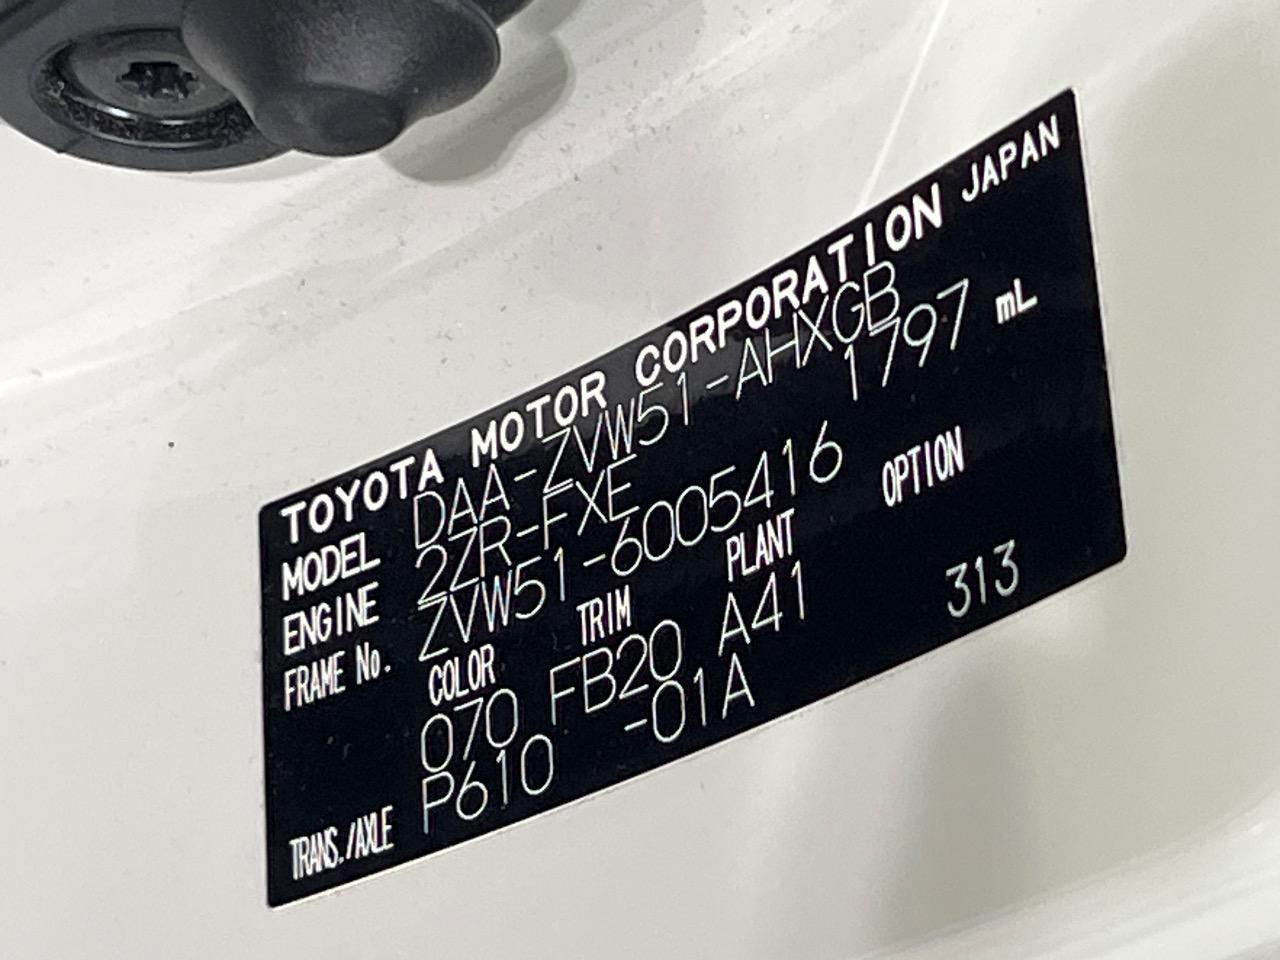 TOYOTA MOTOR CORPORATION JAPAN
MODEL DAA-ZVW51-AHXGB
ENGINE 2ZR-FXE 1797 mL
FRAME No. ZVW51-6005416
COLOR TRIM PLANT OPTION
070 FB20 A41 313
TRANS./AXLE P610 -01A